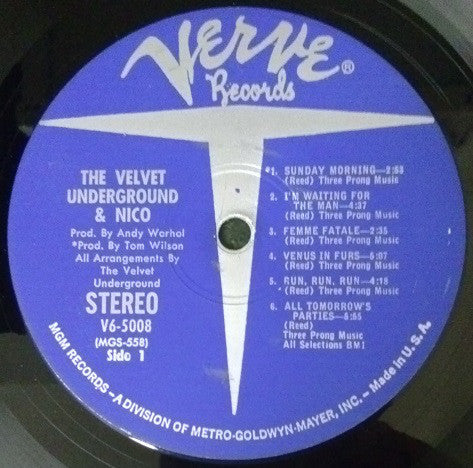 Verve ®
Records
THE VELVET
UNDERGROUND
& NICO
Prod. By Andy Warhol
*Prod. By Tom Wilson
All Arrangements By
The Velvet
Underground
STEREO
V6-5008
(MGS-558)
Side 1
*1. SUNDAY MORNING—2:53
(Reed) Three Prong Music
2. I'M WAITING FOR
THE MAN—4:37
(Reed) Three Prong Music
3. FEMME FATALE—2:35
(Reed) Three Prong Music
4. VENUS IN FURS—5:07
(Reed) Three Prong Music
5. RUN, RUN, RUN—4:18
(Reed) Three Prong Music
6. ALL TOMORROW'S
PARTIES—5:55
(Reed)
Three Prong Music
All Selections BMI
MGM RECORDS—A DIVISION OF METRO-GOLDWYN-MAYER, INC.—Made in U.S.A.